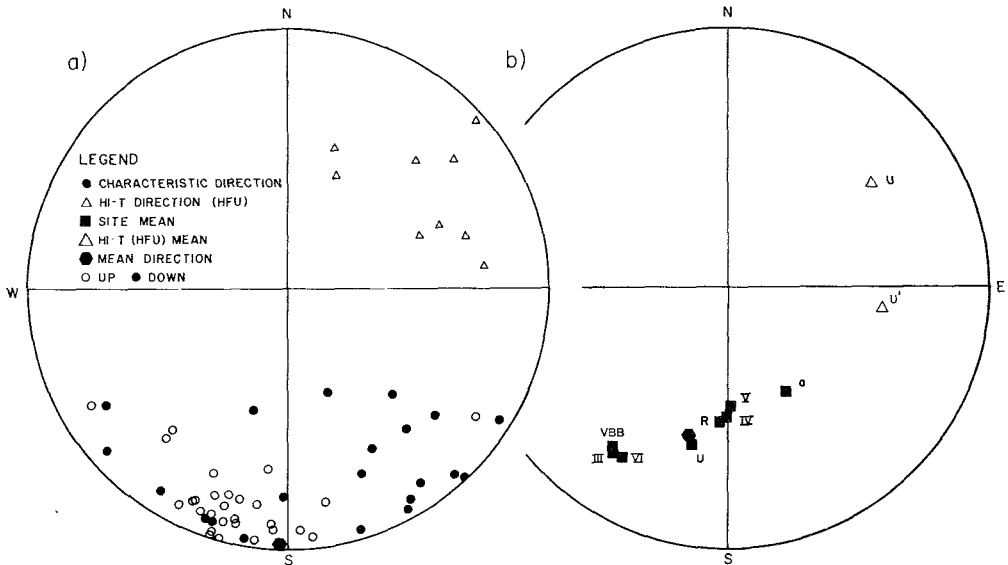 N
a)
LEGEND
CHARACTERISTIC DIRECTION
HI-T DIRECTION (HFU)
SITE MEAN
HI-T (HFU) MEAN
MEAN DIRECTION
UP DOWN
W
S
N
b)
U
E
U'
a
V
R IV
VBB
III VI
U
S